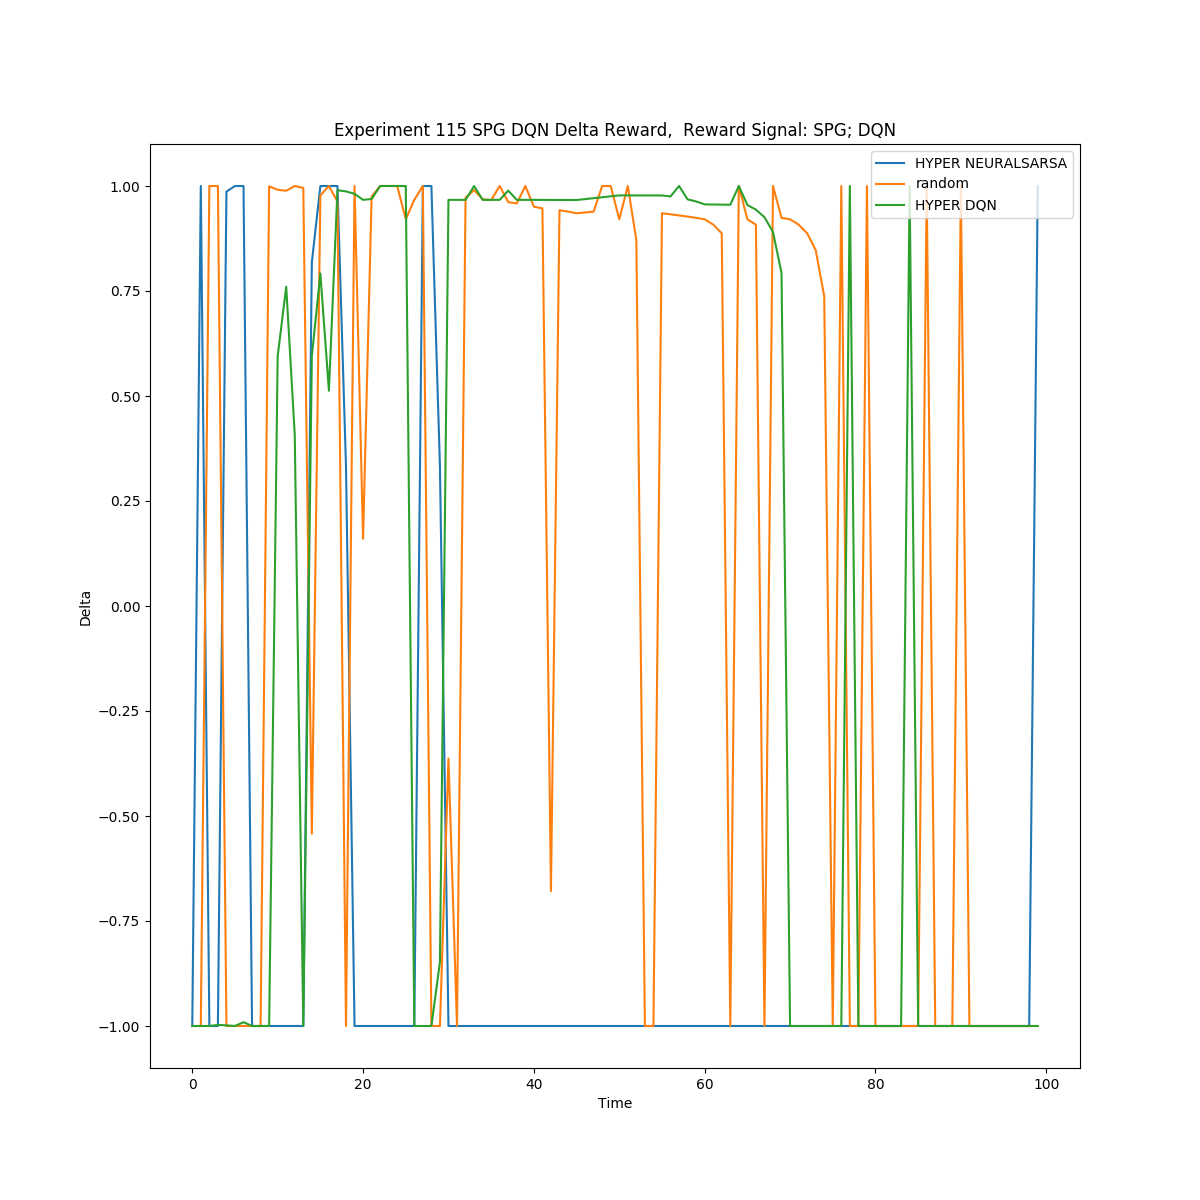 Experiment 115 SPG DQN Delta Reward,  Reward Signal: SPG; DQN
HYPER NEURALSARSA
random
HYPER DQN
1.00
0.75
0.50
0.25
0.00
−0.25
−0.50
−0.75
−1.00
Delta
0 20 40 60 80 100
Time